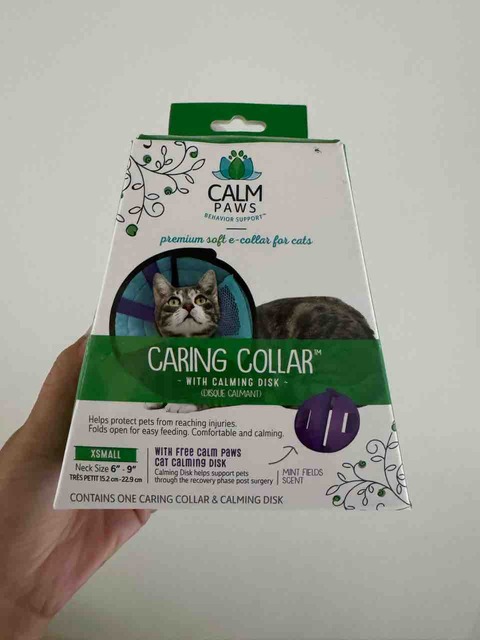 CALM
PAWS
BEHAVIOR SUPPORT™
premium soft e-collar for cats
CARING COLLAR™
- WITH CALMING DISK -
(DISQUE CALMANT)
Helps protect pets from reaching injuries.
Folds open for easy feeding. Comfortable and calming.
XSMALL
Neck Size 6" - 9"
TRÈS PETIT 15.2 cm -22.9 cm
WITH FREE CALM PAWS
CAT CALMING DISK
Calming Disk helps support pets
through the recovery phase post surgery
MINT FIELDS
SCENT
CONTAINS ONE CARING COLLAR & CALMING DISK